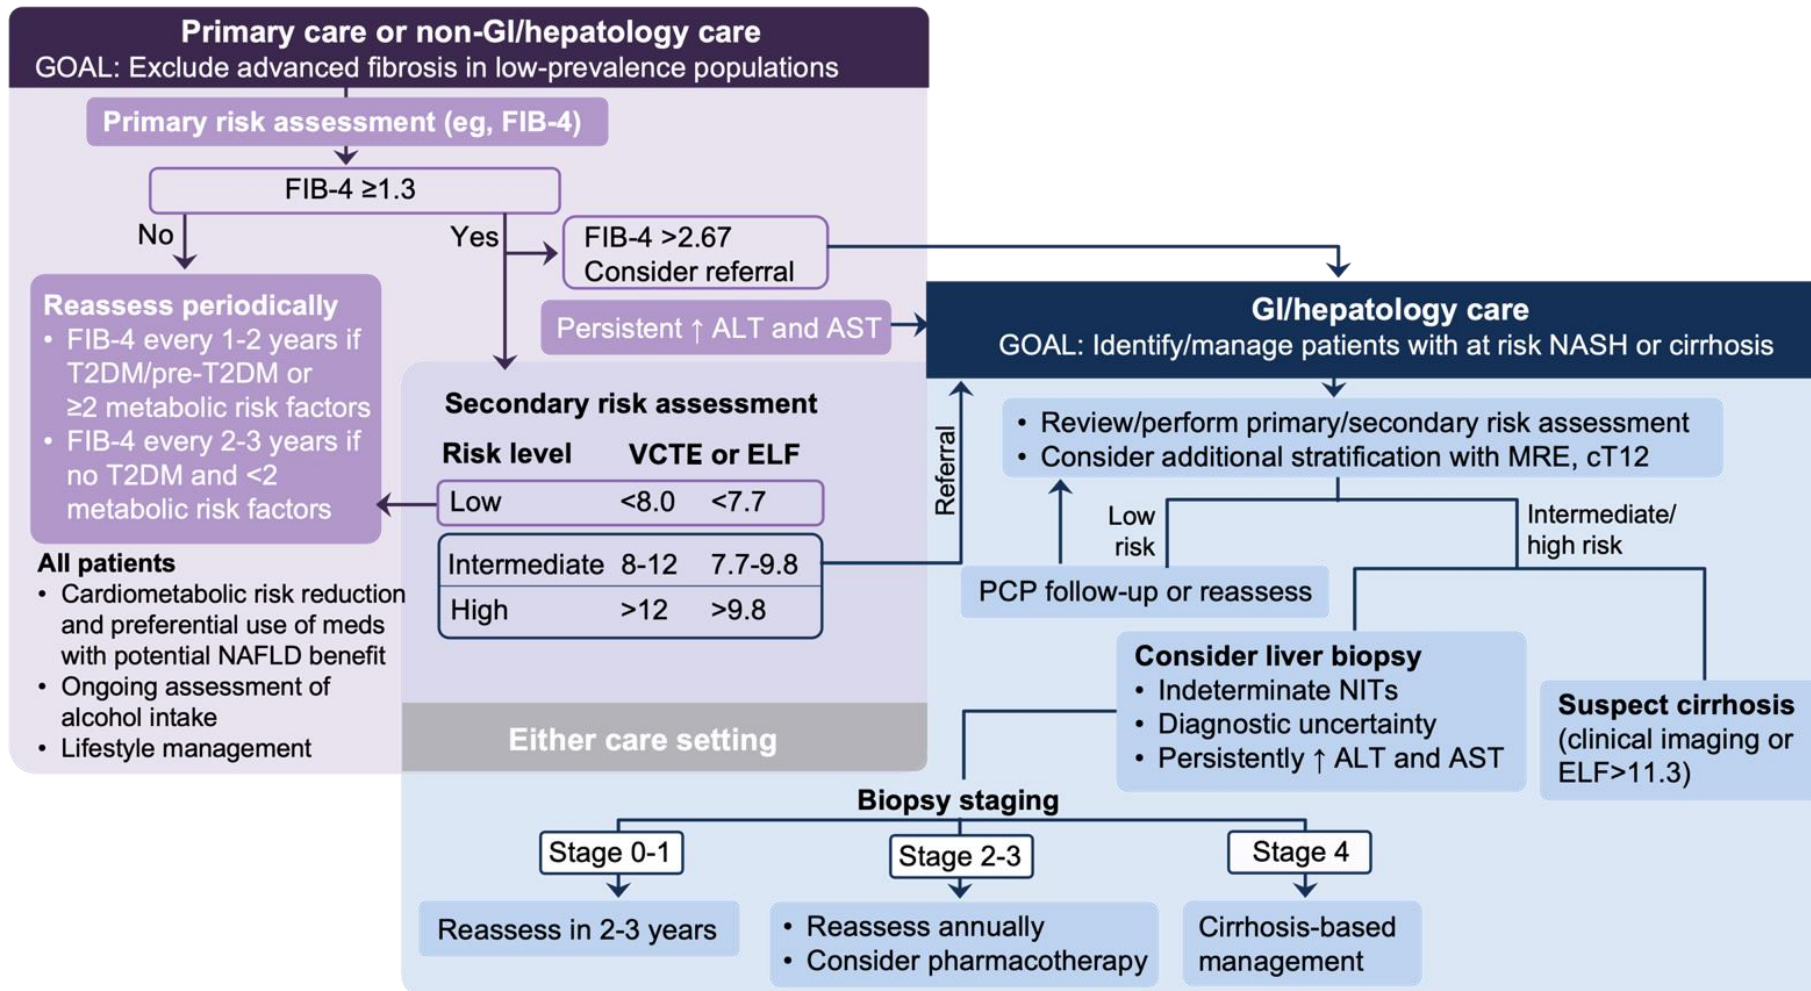 Primary care or non-GI/hepatology care
GOAL: Exclude advanced fibrosis in low-prevalence populations
Primary risk assessment (eg, FIB-4)
FIB-4 ≥1.3
No
Yes
FIB-4 >2.67
Consider referral
Persistent ↑ ALT and AST
Reassess periodically
• FIB-4 every 1-2 years if
T2DM/pre-T2DM or
≥2 metabolic risk factors
• FIB-4 every 2-3 years if
no T2DM and <2
metabolic risk factors
All patients
• Cardiometabolic risk reduction
and preferential use of meds
with potential NAFLD benefit
• Ongoing assessment of
alcohol intake
• Lifestyle management
Secondary risk assessment
Risk level VCTE or ELF
Low <8.0 <7.7
Intermediate 8-12 7.7-9.8
High >12 >9.8
Either care setting
Referral
GI/hepatology care
GOAL: Identify/manage patients with at risk NASH or cirrhosis
• Review/perform primary/secondary risk assessment
• Consider additional stratification with MRE, cT12
Low
risk
Intermediate/
high risk
PCP follow-up or reassess
Consider liver biopsy
• Indeterminate NITs
• Diagnostic uncertainty
• Persistently ↑ ALT and AST
Suspect cirrhosis
(clinical imaging or
ELF>11.3)
Biopsy staging
Stage 0-1
Stage 2-3
Stage 4
Reassess in 2-3 years
• Reassess annually
• Consider pharmacotherapy
Cirrhosis-based
management